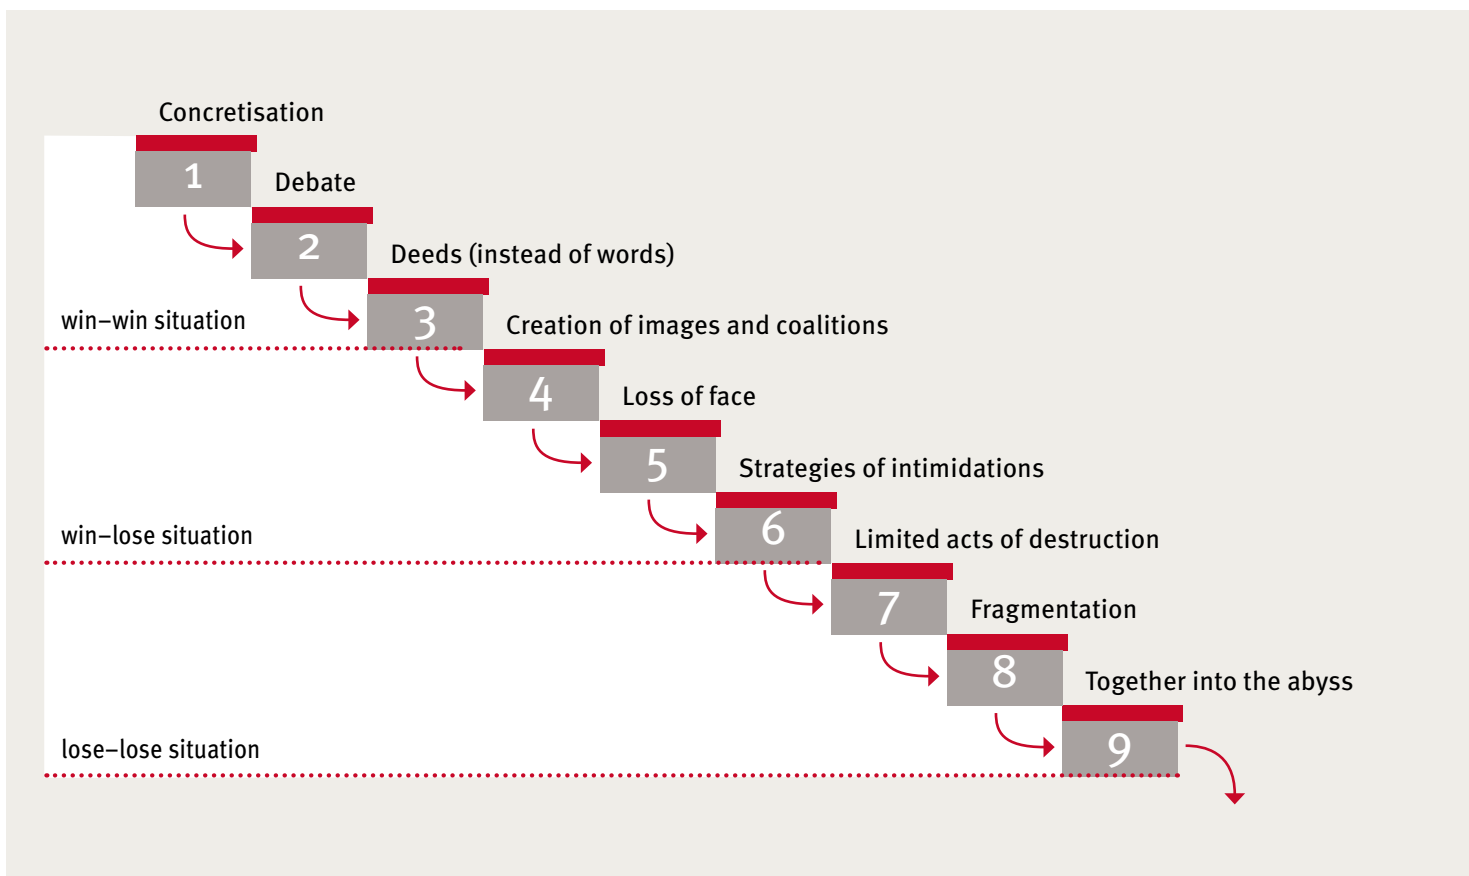 Concretisation
1
Debate
2
Deeds (instead of words)
win–win situation
3
Creation of images and coalitions
4
Loss of face
5
Strategies of intimidations
win–lose situation
6
Limited acts of destruction
7
Fragmentation
8
Together into the abyss
lose–lose situation
9